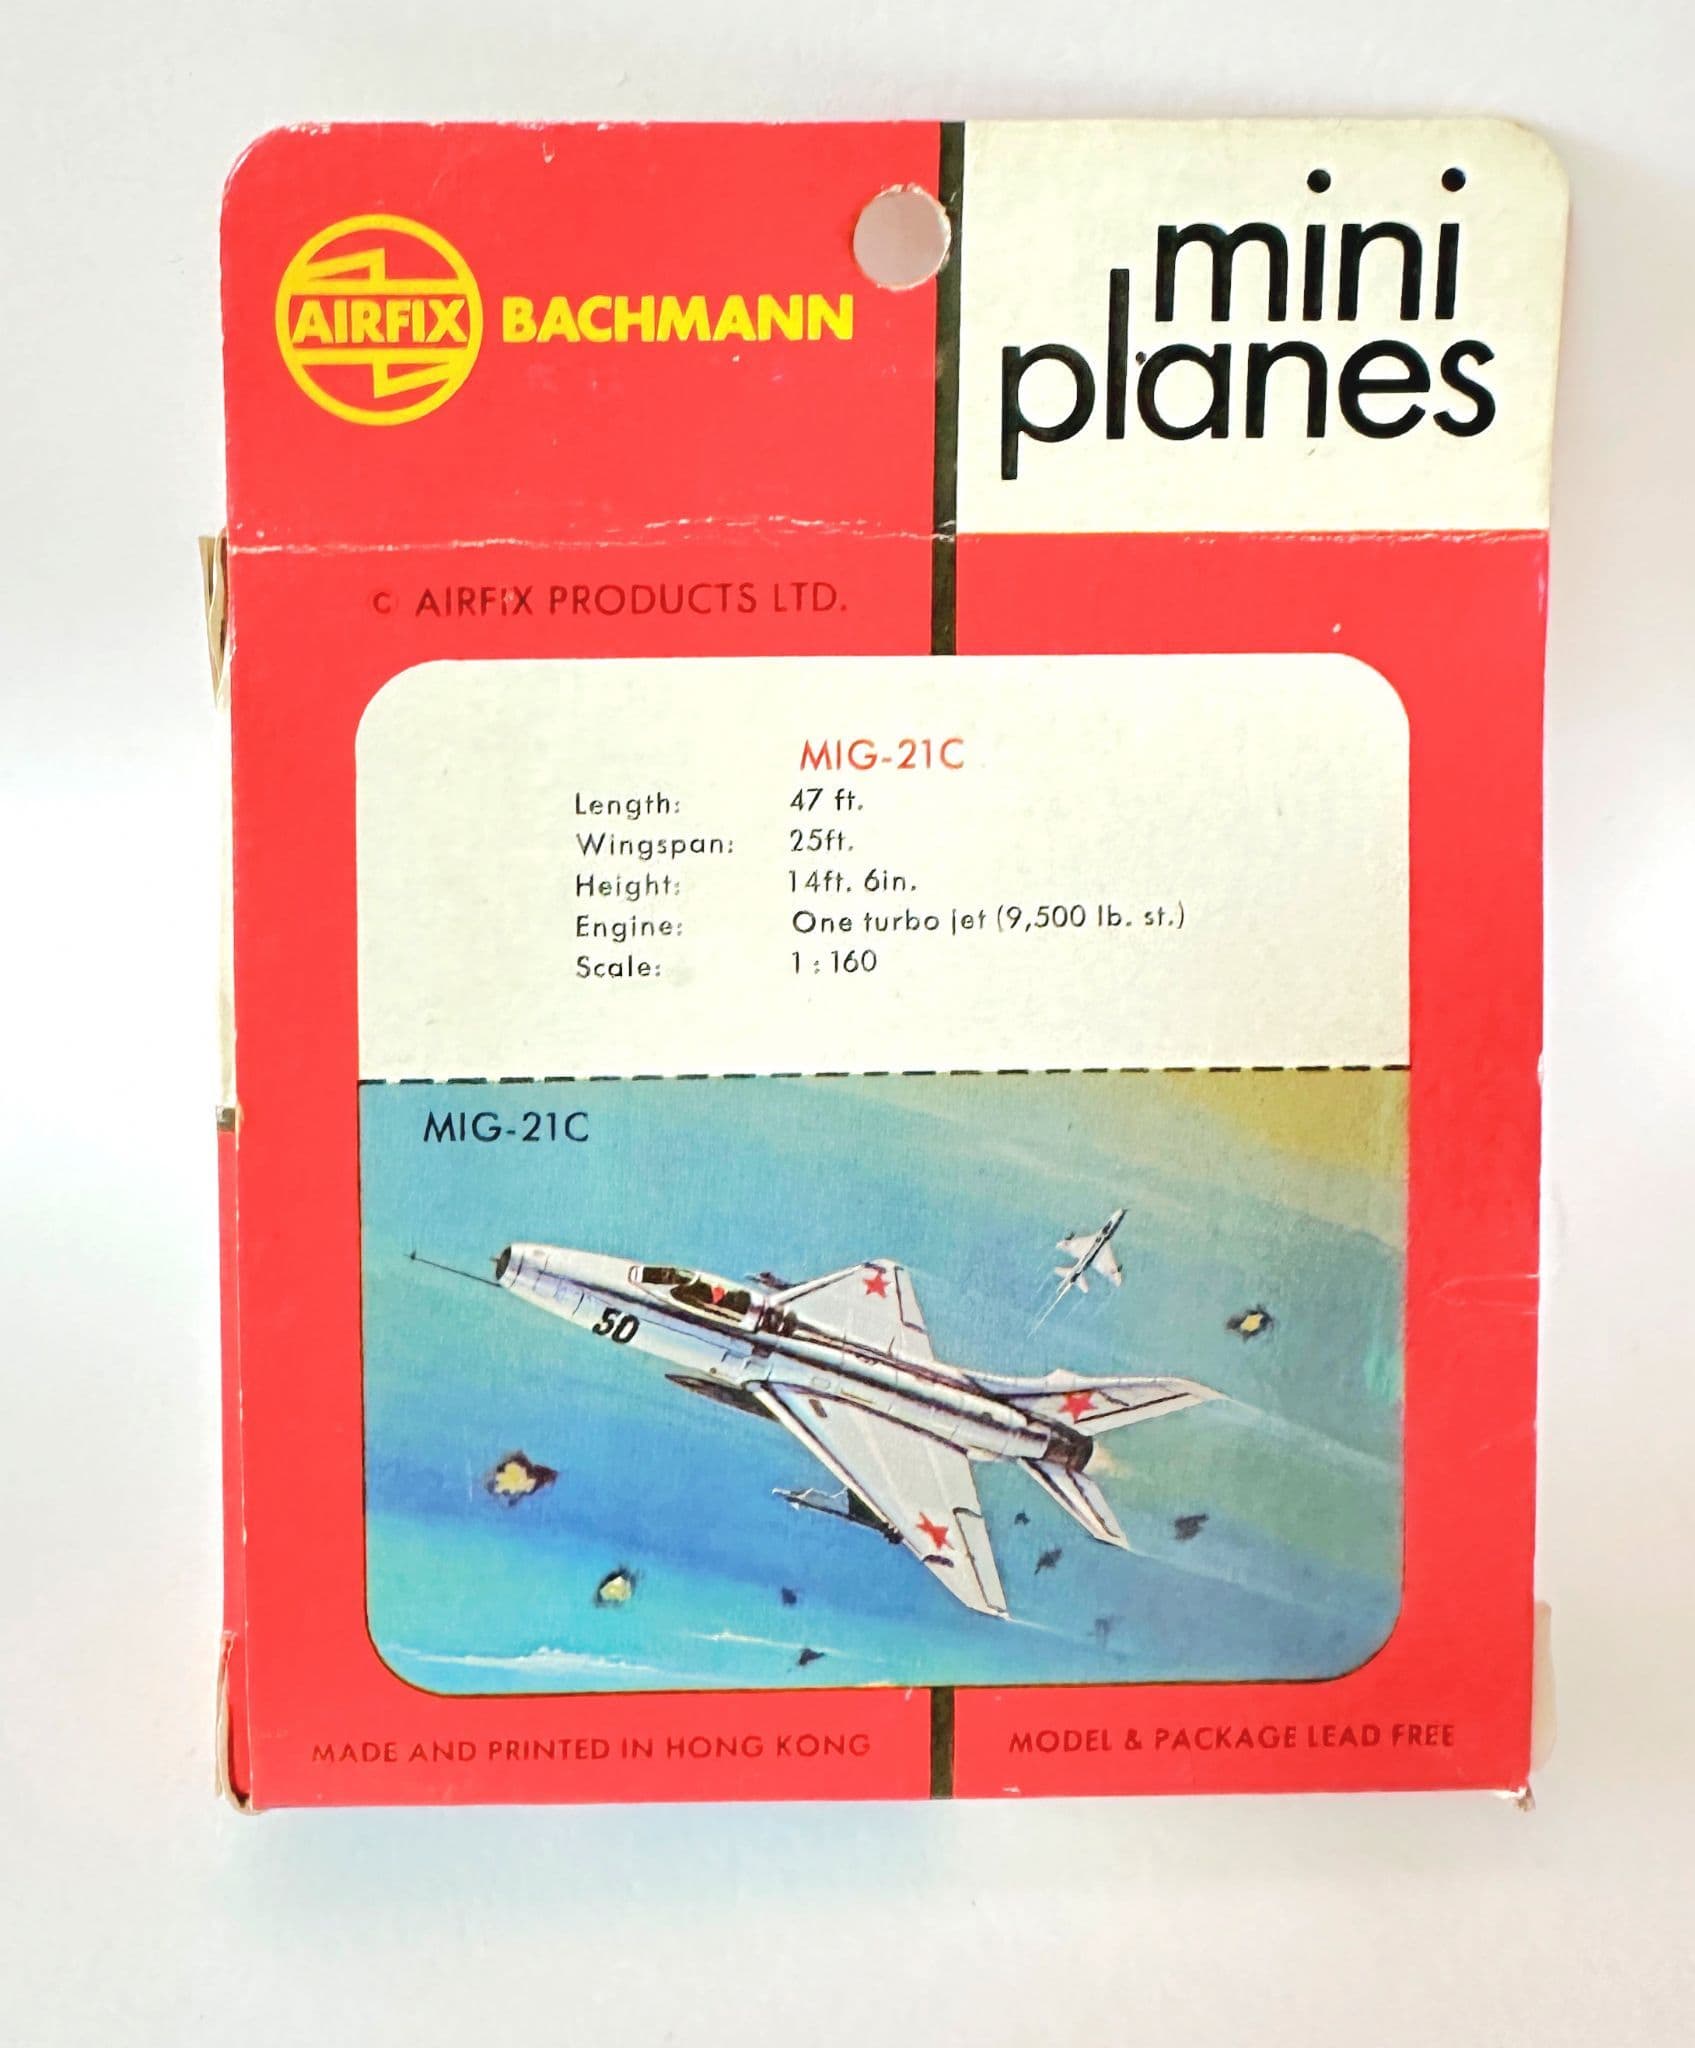 AIRFIX BACHMANN
mini
planes
© AIRFIX PRODUCTS LTD.
MIG-21C
Length: 47 ft.
Wingspan: 25ft.
Height: 14ft. 6in.
Engine: One turbo jet (9,500 lb. st.)
Scale: 1 : 160
MIG-21C
50
MADE AND PRINTED IN HONG KONG
MODEL & PACKAGE LEAD FREE